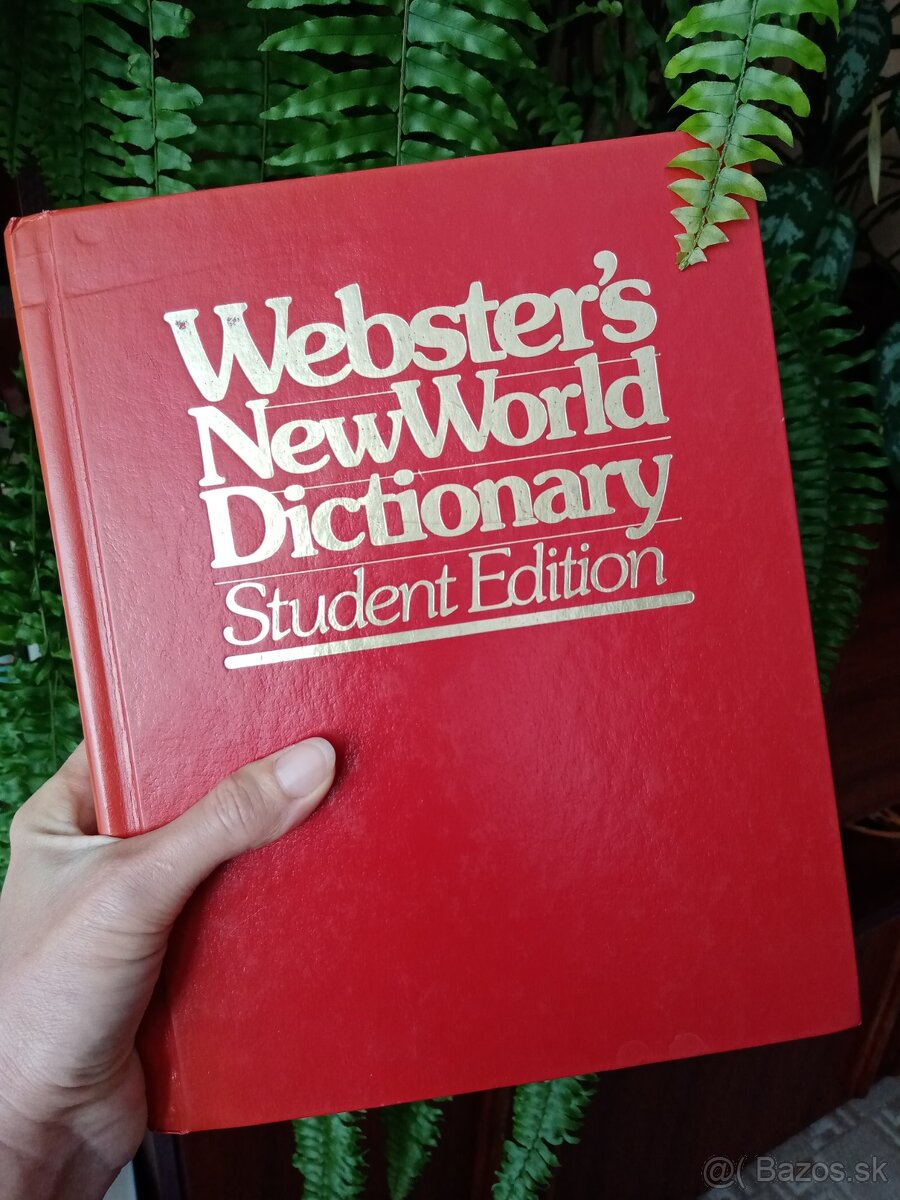 Webster's
NewWorld
Dictionary
Student Edition
@( Bazos.sk